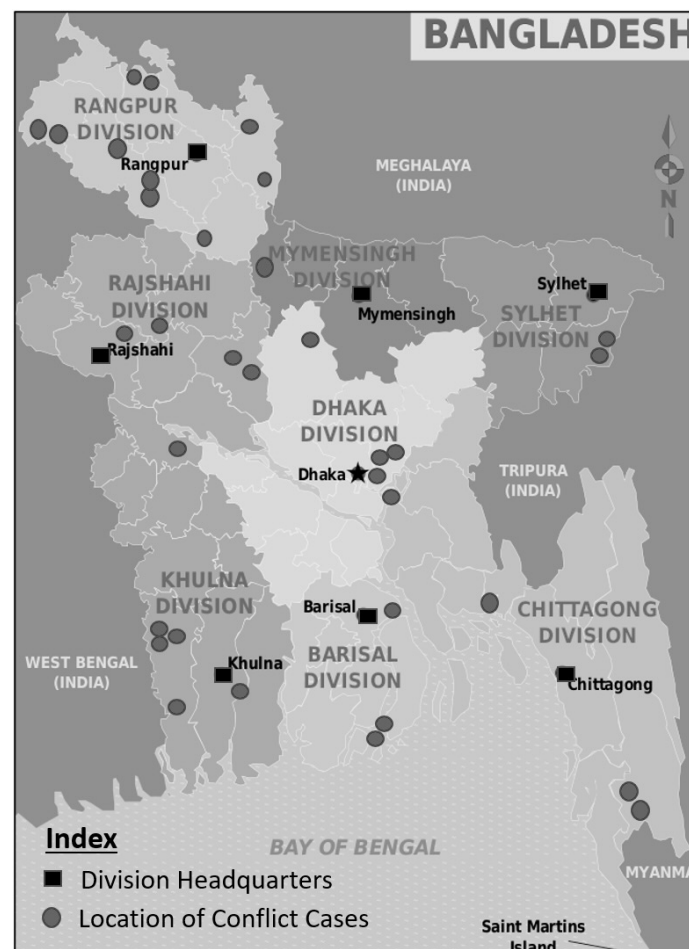 BANGLADESH
RANGPUR
DIVISION
Rangpur
MEGHALAYA
(INDIA)
N
MYMENSINGH
DIVISION
RAJSHAHI
DIVISION
Sylhet
Mymensingh
SYLHET
DIVISION
Rajshahi
DHAKA
DIVISION
Dhaka
TRIPURA
(INDIA)
KHULNA
DIVISION
Barisal
CHITTAGONG
DIVISION
WEST BENGAL
(INDIA)
Khulna
BARISAL
DIVISION
Chittagong
Index
BAY OF BENGAL
Division Headquarters
MYANMA
Location of Conflict Cases
Saint Martins
Island